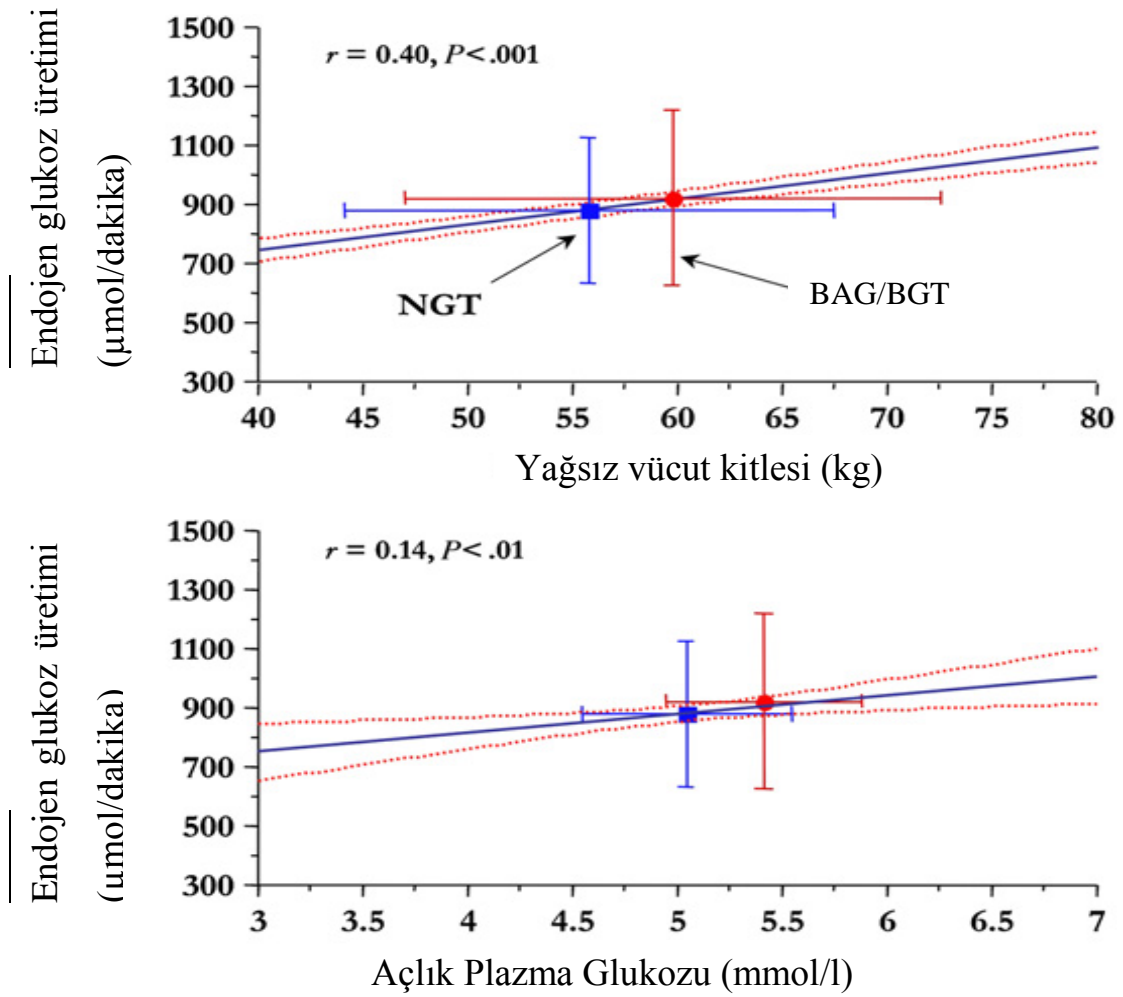 Endojen glukoz üretimi
(µmol/dakika)
1500
1300
1100
900
700
500
300
r = 0.40, P<.001
NGT
BAG/BGT
40 45 50 55 60 65 70 75 80
Yağsız vücut kitlesi (kg)
Endojen glukoz üretimi
(umol/dakika)
1500
1300
1100
900
700
500
300
r = 0.14, P< .01
3 3.5 4 4.5 5 5.5 6 6.5 7
Açlık Plazma Glukozu (mmol/l)